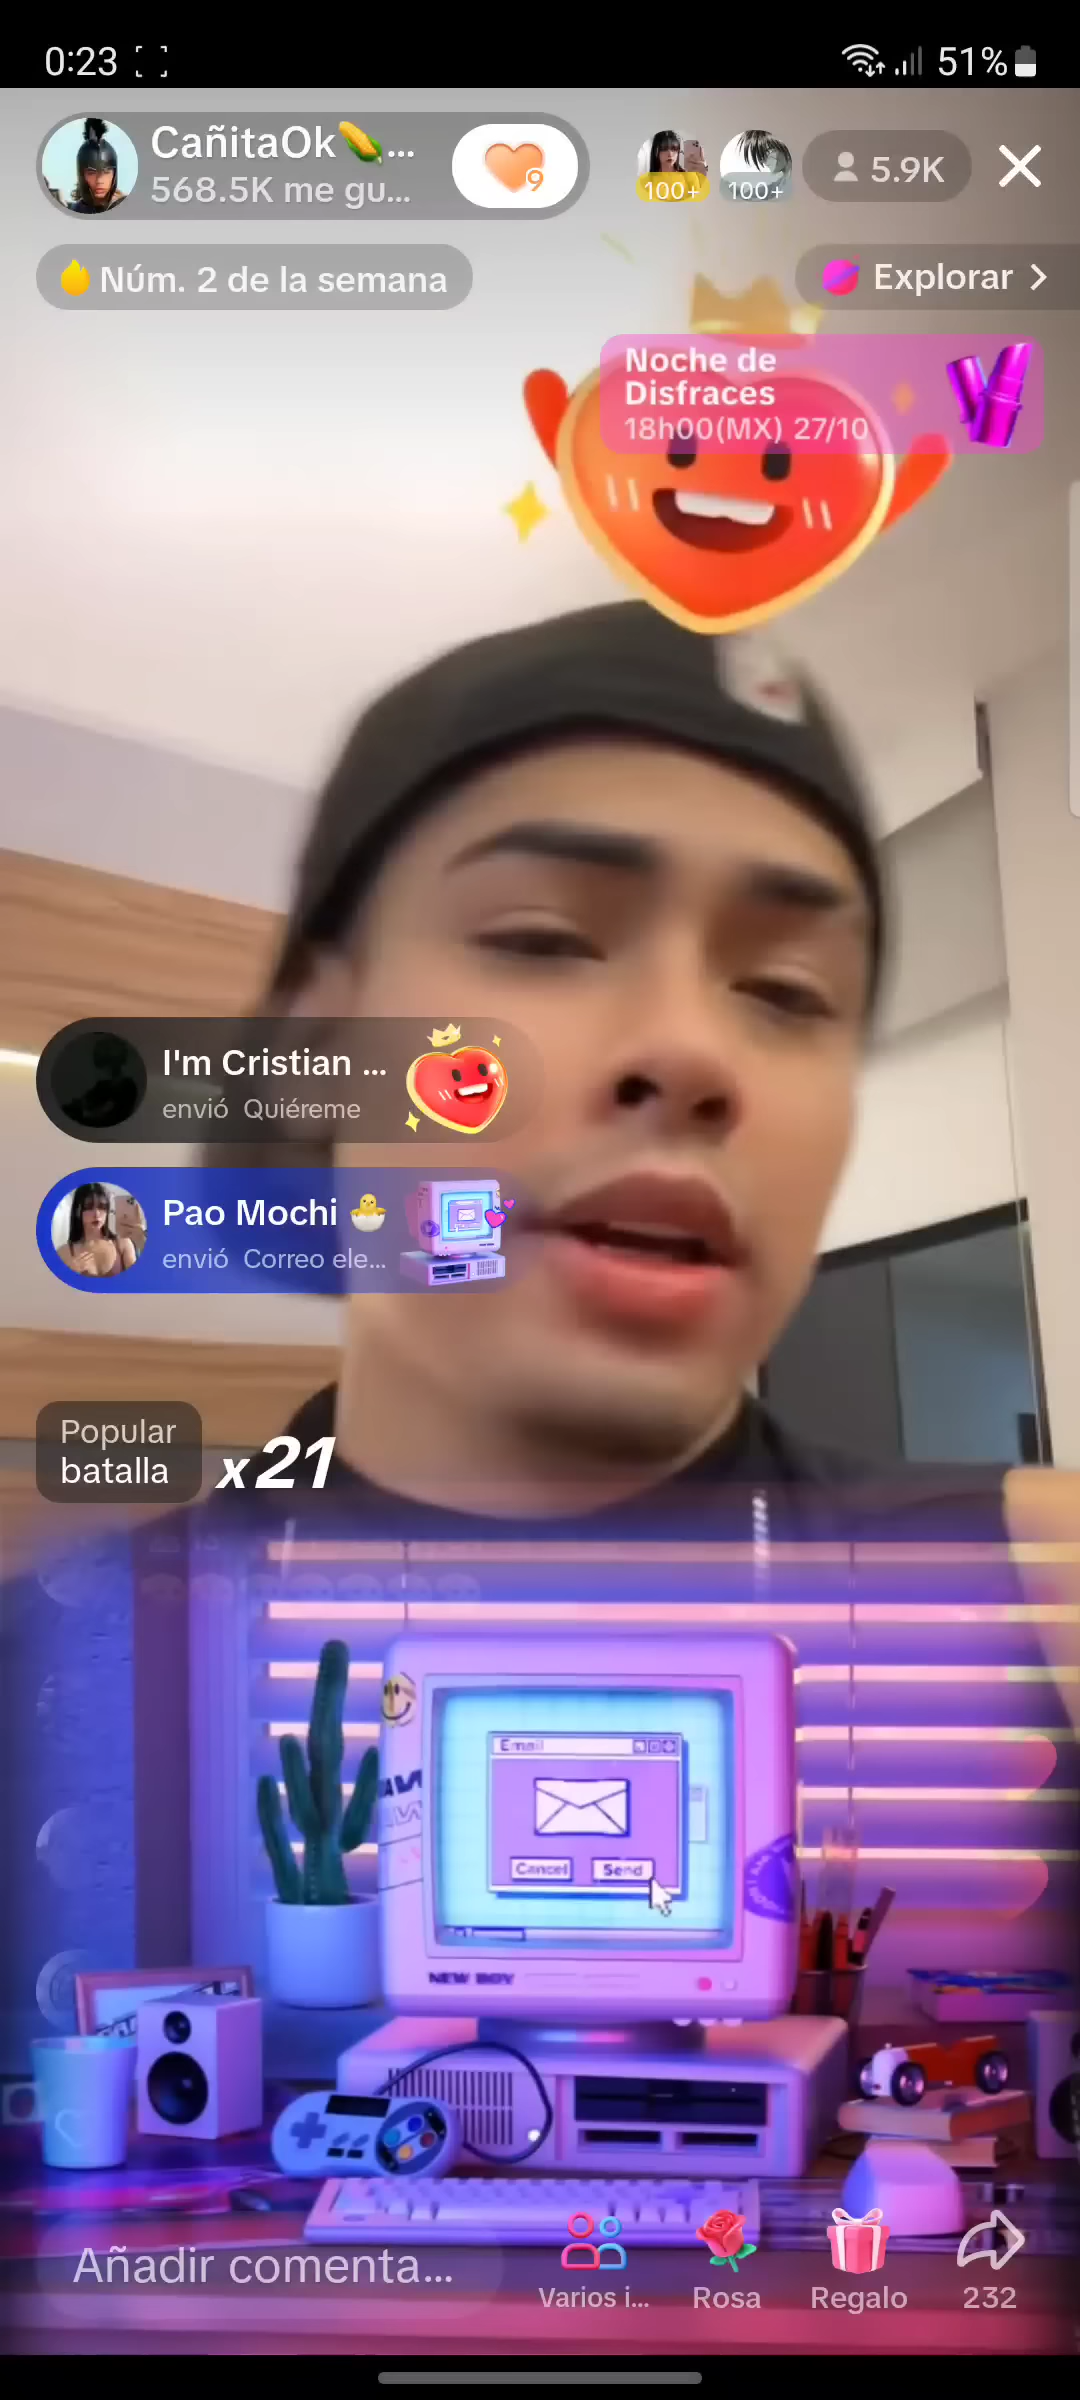 0:23
51%
CañitaOk🌽...
568.5K me gu...
9
100+
100+
5.9K
Núm. 2 de la semana
Explorar
Noche de
Disfraces
18h00(MX) 27/10
I'm Cristian ...
envió Quiéreme
Pao Mochi 🐣
envió Correo ele...
Popular
batalla
x21
Email
Cancel
Send
NEW BOY
Añadir comenta...
Varios i...
Rosa
Regalo
232